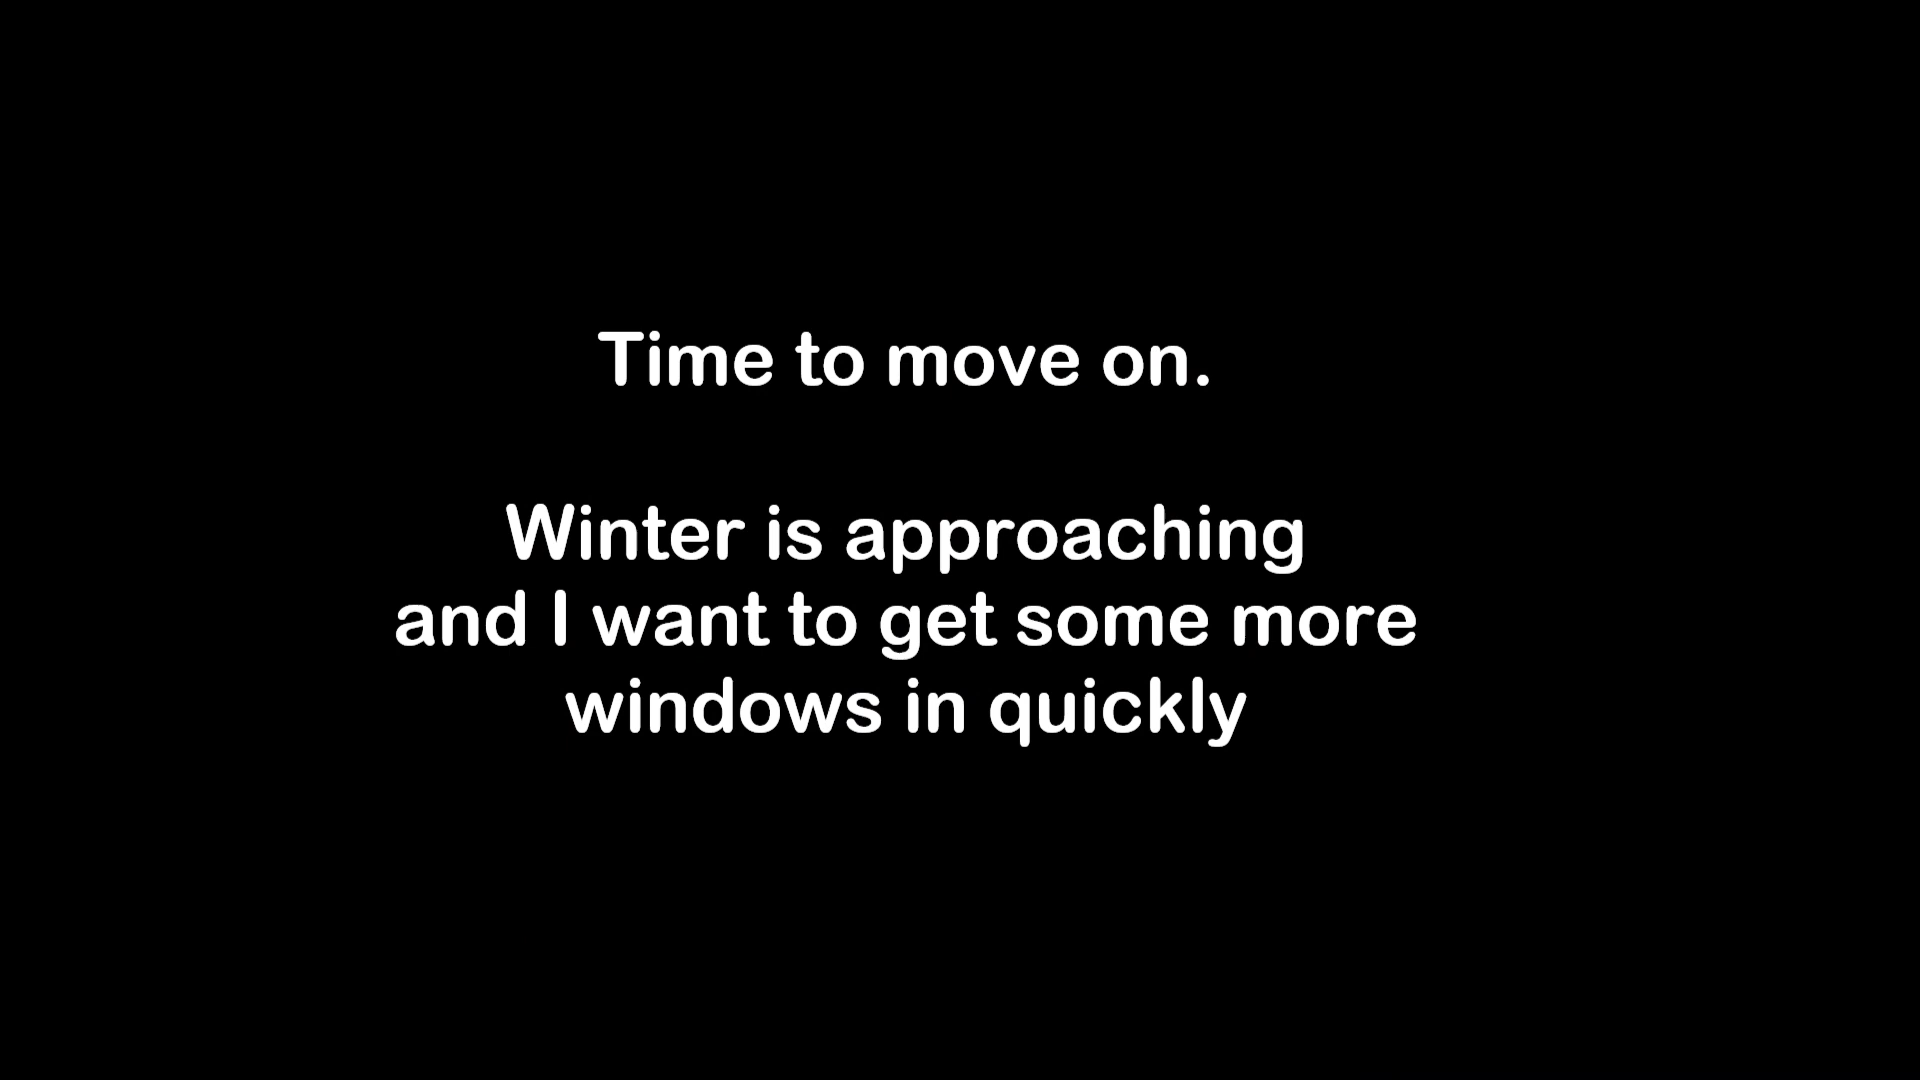 Time to move on.
Winter is approaching
and I want to get some more
windows in quickly